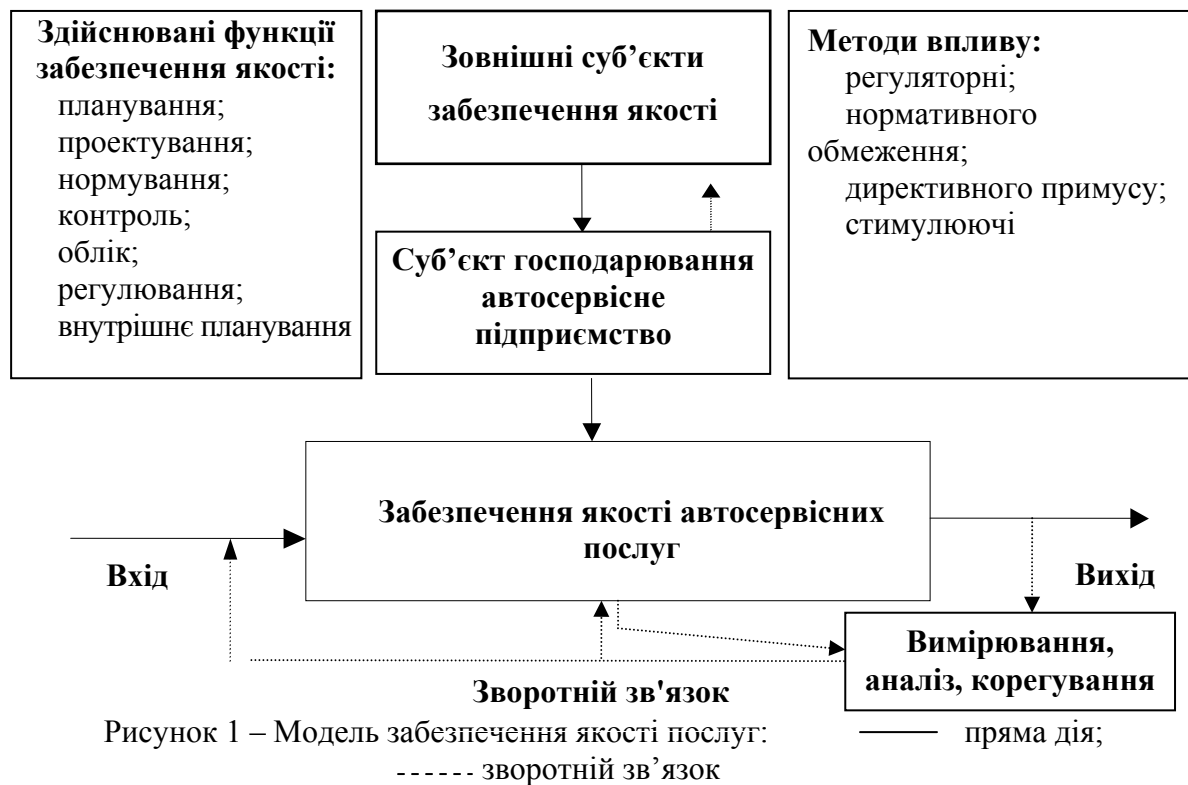 Здійснювані функції
забезпечення якості:
планування;
проектування;
нормування;
контроль;
облік;
регулювання;
внутрішнє планування
Зовнішні суб’єкти
забезпечення якості
Методи впливу:
регуляторні;
нормативного
обмеження;
директивного примусу;
стимулюючі
Суб’єкт господарювання
автосервісне
підприємство
Забезпечення якості автосервісних
послуг
Вхід
Вихід
Вимірювання,
аналіз, корегування
Зворотній зв'язок
Рисунок 1 – Модель забезпечення якості послуг: пряма дія;
зворотній зв’язок